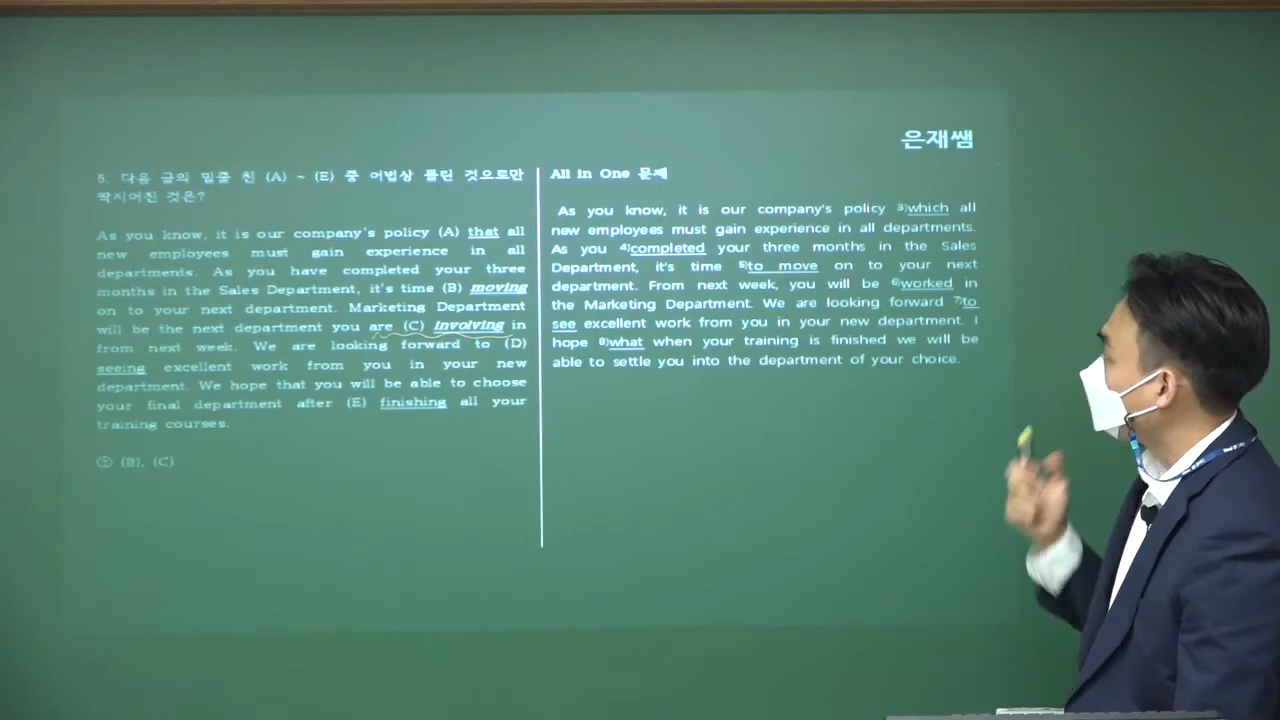 은재쌤
5. 다음 글의 밑줄 친 (A) ~ (E) 중 어법상 틀린 것으로만
짝지어진 것은?
As you know, it is our company's policy (A) that all
new employees must gain experience in all
departments. As you have completed your three
months in the Sales Department, it's time (B) moving
on to your next department. Marketing Department
will be the next department you are (C) involving in
from next week. We are looking forward to (D)
seeing excellent work from you in your new
department. We hope that you will be able to choose
your final department after (E) finishing all your
training courses.
② (B), (C)
All in One 문제
As you know, it is our company's policy 3)which all
new employees must gain experience in all departments.
As you 4)completed your three months in the Sales
Department, it's time 5)to move on to your next
department. From next week, you will be 6)worked in
the Marketing Department. We are looking forward 7)to
see excellent work from you in your new department. I
hope 8)what when your training is finished we will be
able to settle you into the department of your choice.